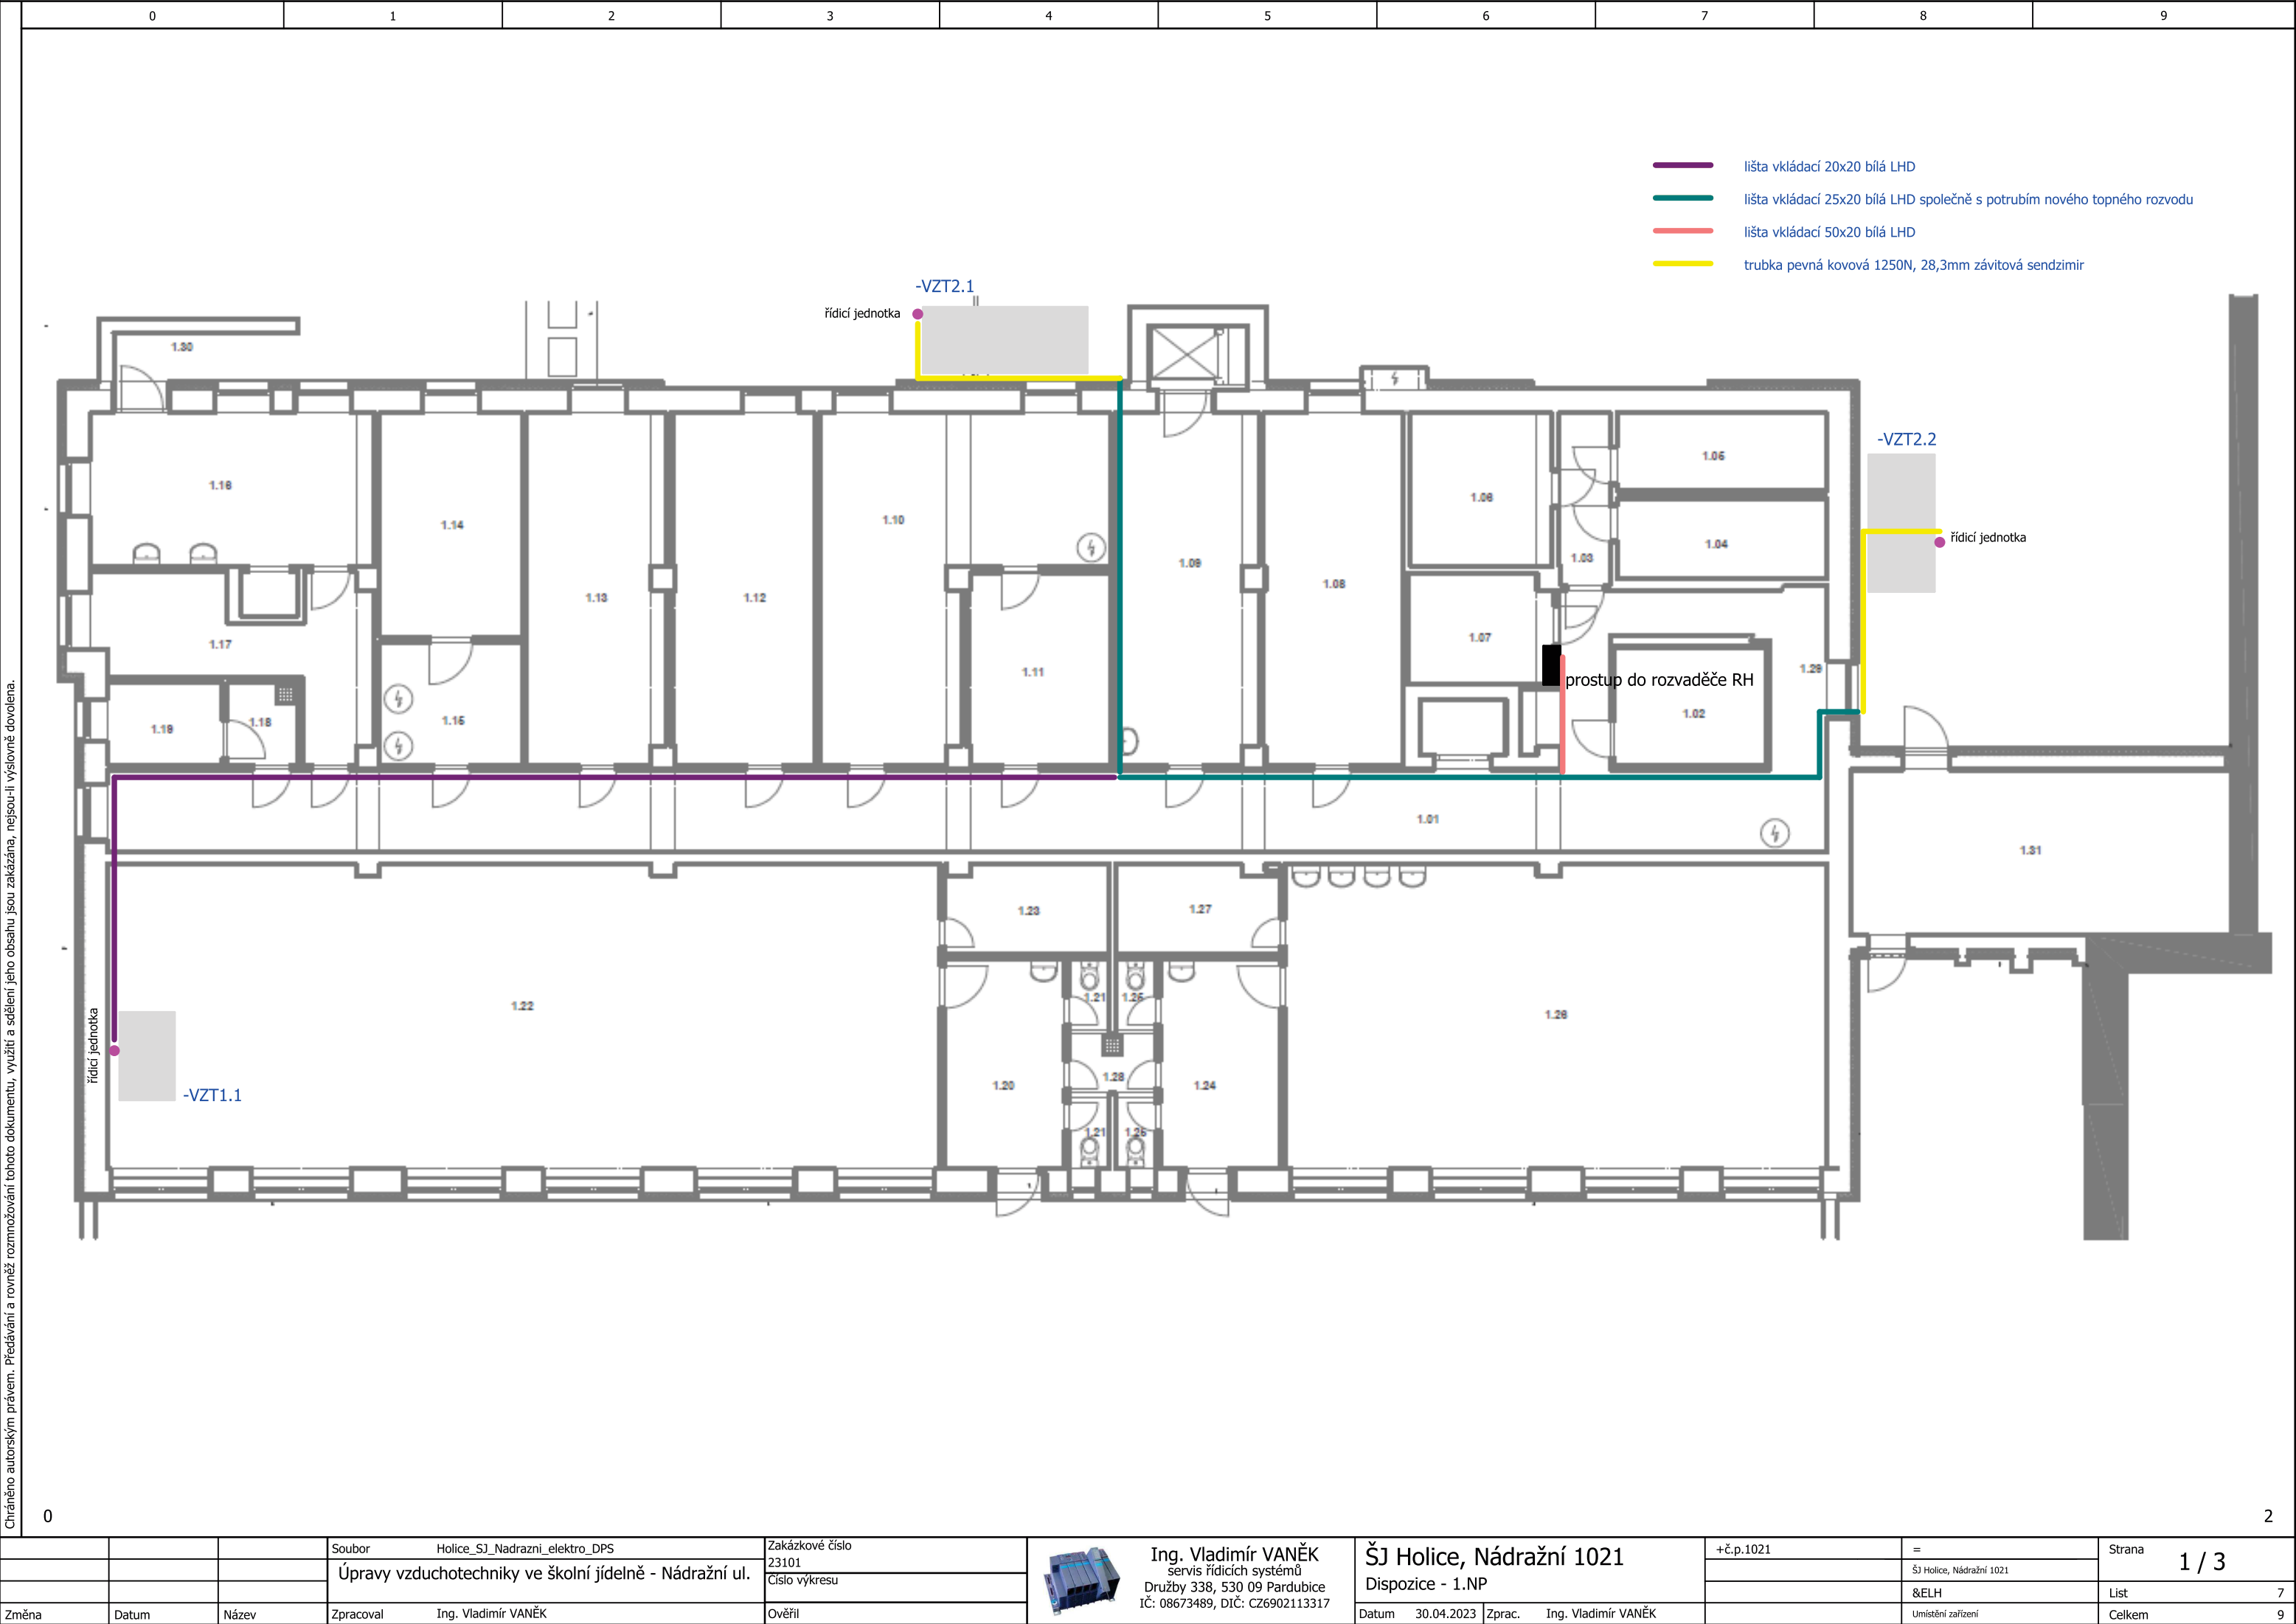 0 1 2 3 4 5 6 7 8 9
lišta vkládací 20x20 bílá LHD
lišta vkládací 25x20 bílá LHD společně s potrubím nového topného rozvodu
lišta vkládací 50x20 bílá LHD
trubka pevná kovová 1250N, 28,3mm závitová sendzimir
-VZT2.1
řídicí jednotka
1.30
-VZT2.2
řídicí jednotka
1.16
1.14
1.13
1.12
1.10
1.09
1.08
1.06
1.05
1.04
1.03
1.17
1.11
1.07
1.29
prostup do rozvaděče RH
1.02
1.19
1.18
1.15
1.01
1.31
1.23
1.27
1.22
1.21
1.26
1.20
1.28
1.24
1.21
řídicí jednotka
-VZT1.1
Chráněno autorským právem. Předávání a rovněž rozmnožování tohoto dokumentu, využití a sdělení jeho obsahu jsou zakázána, nejsou-li výslovně dovolena.
0
2
Soubor Holice_SJ_Nadrazni_elektro_DPS
Úpravy vzduchotechniky ve školní jídelně - Nádražní ul.
Změna Datum Název Zpracoval Ing. Vladimír VANĚK
Zakázkové číslo
23101
Číslo výkresu
Ověřil
Ing. Vladimír VANĚK
servis řídicích systémů
Družby 338, 530 09 Pardubice
IČ: 08673489, DIČ: CZ6902113317
ŠJ Holice, Nádražní 1021
Dispozice - 1.NP
Datum 30.04.2023 Zprac. Ing. Vladimír VANĚK
+č.p.1021
=
ŠJ Holice, Nádražní 1021
&ELH
Umístění zařízení
Strana 1 / 3
List 7
Celkem 9